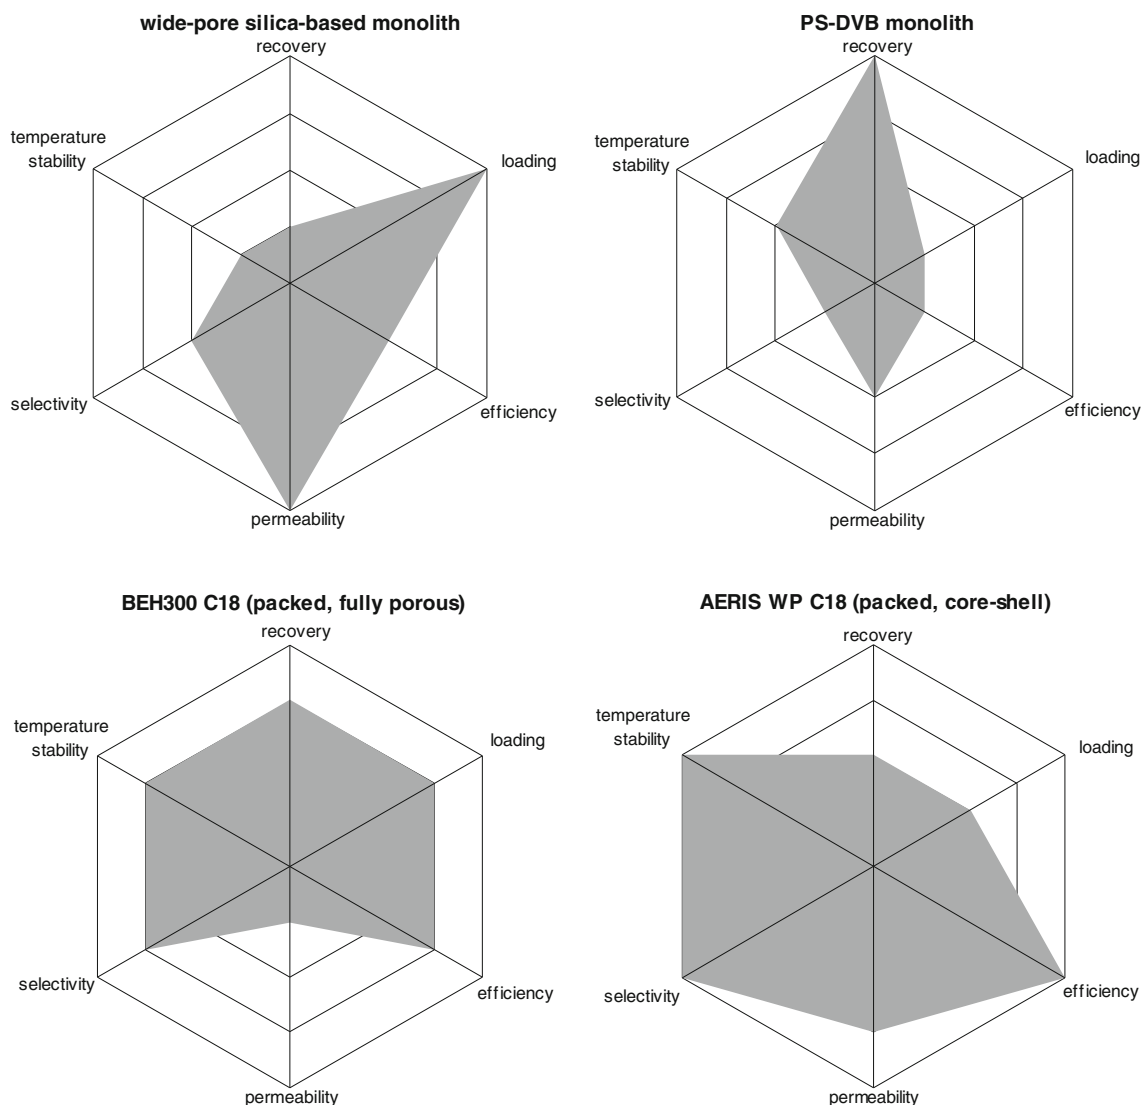 wide-pore silica-based monolith
recovery
temperature
stability
loading
selectivity
efficiency
permeability
PS-DVB monolith
recovery
temperature
stability
loading
selectivity
efficiency
permeability
BEH300 C18 (packed, fully porous)
recovery
temperature
stability
loading
selectivity
efficiency
permeability
AERIS WP C18 (packed, core-shell)
recovery
temperature
stability
loading
selectivity
efficiency
permeability